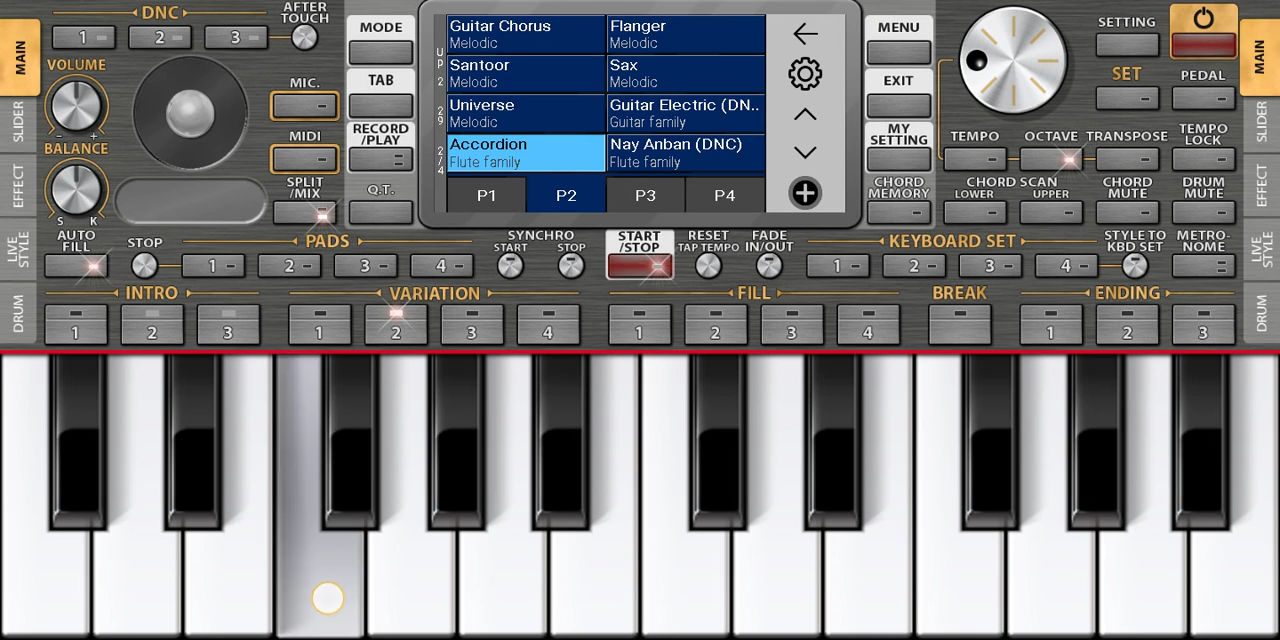 DNC
AFTER
TOUCH
1
2
3
MAIN
VOLUME
- +
BALANCE
S K
SLIDER
EFFECT
LIVE
STYLE
DRUM
MIC.
MIDI
SPLIT
/MIX
MODE
TAB
RECORD
/PLAY
Q.T.
UP2
29
2/4
Guitar Chorus
Melodic
Flanger
Melodic
Santoor
Melodic
Sax
Melodic
Universe
Melodic
Guitar Electric (DN..
Guitar family
Accordion
Flute family
Nay Anban (DNC)
Flute family
P1
P2
P3
P4
MENU
EXIT
MY
SETTING
CHORD
MEMORY
SETTING
SET
PEDAL
TEMPO
OCTAVE
TRANSPOSE
TEMPO
LOCK
CHORD SCAN
LOWER
UPPER
CHORD
MUTE
DRUM
MUTE
MAIN
SLIDER
EFFECT
LIVE
STYLE
DRUM
AUTO
FILL
STOP
PADS
1
2
3
4
SYNCHRO
START
STOP
START
/STOP
RESET
TAP TEMPO
FADE
IN/OUT
KEYBOARD SET
1
2
3
4
STYLE TO
KBD SET
METRO-
NOME
INTRO
1
2
3
VARIATION
1
2
3
4
FILL
1
2
3
4
BREAK
ENDING
1
2
3